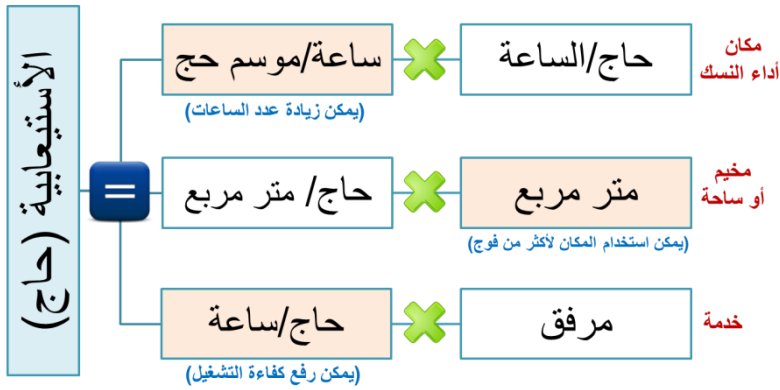 الأستيعابية (حاج)
=
مكان
أداء النسك
حاج/الساعة
ساعة/موسم حج
(يمكن زيادة عدد الساعات)
مخيم
أو ساحة
متر مربع
حاج/ متر مربع
(يمكن استخدام المكان لأكثر من فوج)
خدمة
مرفق
حاج/ساعة
(يمكن رفع كفاءة التشغيل)